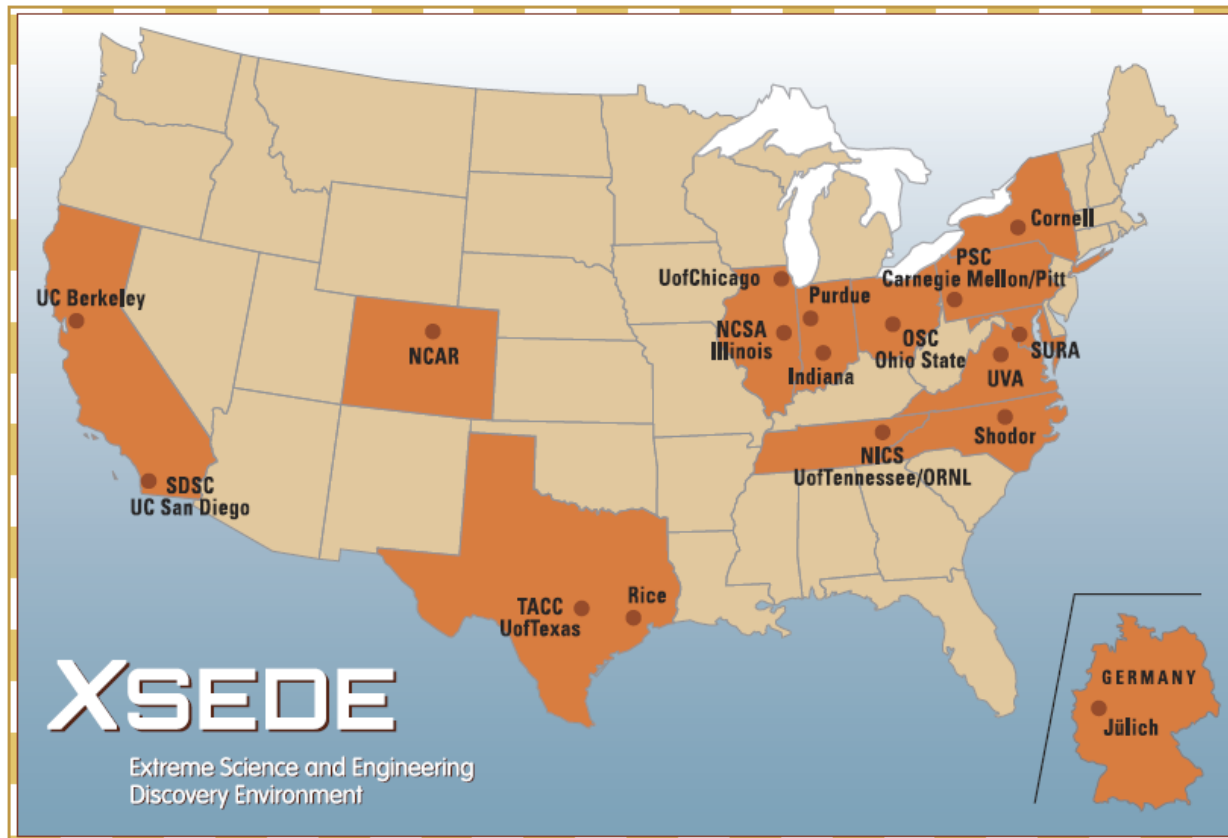 Cornell
PSC
Carnegie Mellon/Pitt
UofChicago
Purdue
UC Berkeley
NCAR
NCSA
Illinois
OSC
Ohio State
SURA
Indiana
UVA
Shodor
NICS
UofTennessee/ORNL
SDSC
UC San Diego
TACC
UofTexas
Rice
GERMANY
Jülich
XSEDE
Extreme Science and Engineering
Discovery Environment